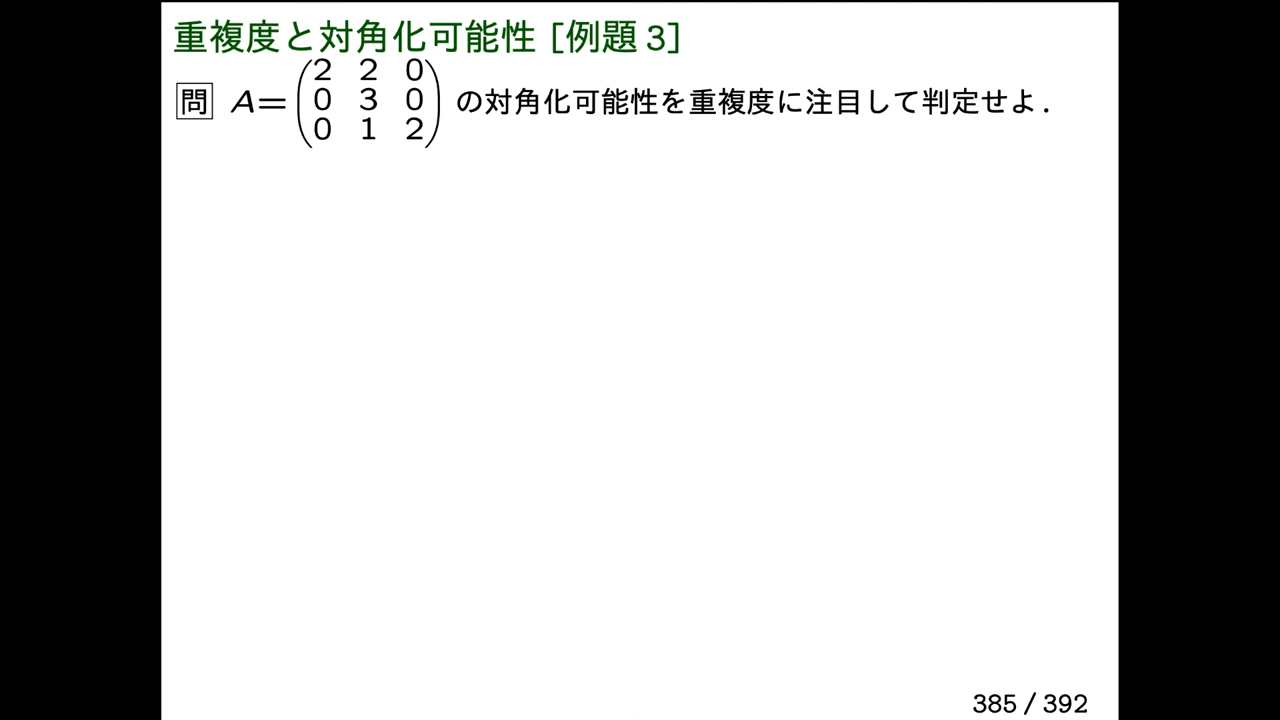 重複度と対角化可能性 [例題 3]
問 A=
2 2 0
0 3 0
0 1 2
の対角化可能性を重複度に注目して判定せよ.
385 / 392